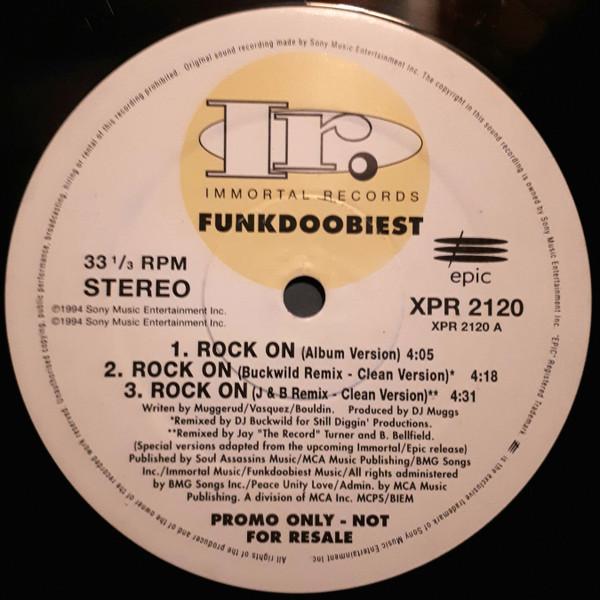 Ir.
IMMORTAL RECORDS
FUNKDOOBIEST
33 1/3 RPM
STEREO
©1994 Sony Music Entertainment Inc.
©1994 Sony Music Entertainment Inc.
epic
XPR 2120
XPR 2120 A
1. ROCK ON (Album Version) 4:05
2. ROCK ON (Buckwild Remix - Clean Version)* 4:18
3. ROCK ON (J & B Remix - Clean Version)** 4:31
Writen by Muggerud/Vasquez/Bouldin. Produced by DJ Muggs
*Remixed by DJ Buckwild for Still Diggin' Productions.
**Remixed by Jay "The Record" Turner and B. Bellfield.
(Special versions adapted from the upcoming Immortal/Epic release)
Published by Soul Assassins Music/MCA Music Publishing/BMG Songs
Inc./Immortal Music/Funkdoobiest Music/All rights administered
by BMG Songs Inc./Peace Unity Love/Admin. by MCA Music
Publishing. A division of MCA Inc. MCPS/BIEM
PROMO ONLY - NOT
FOR RESALE
All rights of the producer and of the owner of the recorded work reserved. Unauthorised copying, public performance, broadcasting, hiring or rental of this recording prohibited. Original sound recording made by Sony Music Entertainment Inc. The copyright in this sound recording is owned by Sony Music Entertainment Inc. "EPIC" Registered Trademark epic is the exclusive trademark of Sony Music Entertainment Inc